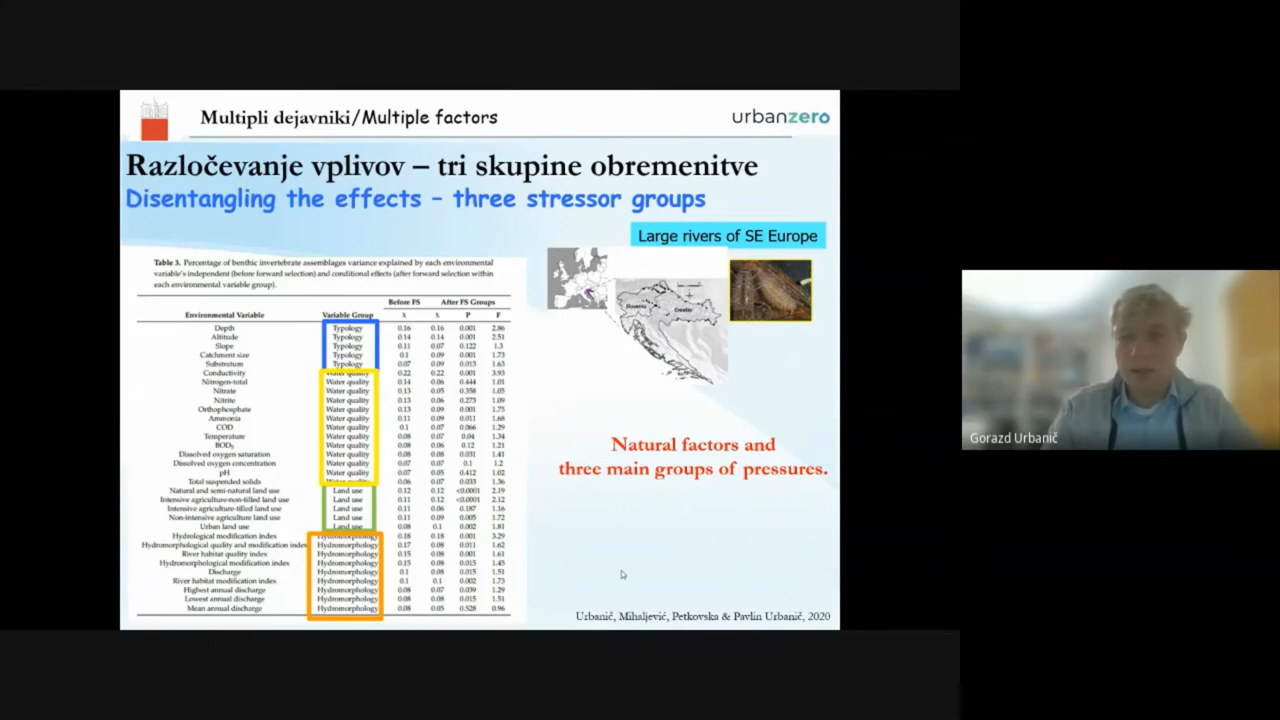 Multipli dejavniki/Multiple factors
urbanzero
Razločevanje vplivov – tri skupine obremenitve
Disentangling the effects – three stressor groups
Large rivers of SE Europe
Table 3. Percentage of benthic invertebrate assemblages variance explained by each environmental
variable's independent (before forward selection) and conditional effects (after forward selection within
each environmental variable group).
Before FS After FS Groups
Environmental Variable Variable Group λ λ P F
Depth Typology 0.16 0.16 0.001 2.86
Altitude Typology 0.14 0.14 0.001 2.51
Slope Typology 0.11 0.07 0.122 1.3
Catchment size Typology 0.1 0.09 0.001 1.73
Substratum Typology 0.07 0.09 0.013 1.63
Conductivity Water quality 0.22 0.22 0.001 3.93
Nitrogen-total Water quality 0.14 0.06 0.444 1.01
Nitrate Water quality 0.13 0.05 0.358 1.05
Nitrite Water quality 0.13 0.06 0.273 1.09
Orthophosphate Water quality 0.13 0.09 0.001 1.75
Ammonia Water quality 0.11 0.09 0.011 1.68
COD Water quality 0.1 0.07 0.066 1.29
Temperature Water quality 0.08 0.07 0.04 1.34
BOD5 Water quality 0.08 0.06 0.12 1.21
Dissolved oxygen saturation Water quality 0.08 0.08 0.031 1.41
Dissolved oxygen concentration Water quality 0.07 0.07 0.1 1.2
pH Water quality 0.07 0.05 0.412 1.02
Total suspended solids Water quality 0.06 0.07 0.033 1.36
Natural and semi-natural land use Land use 0.12 0.12 <0.0001 2.19
Intensive agriculture-non-tilled land use Land use 0.11 0.12 <0.0001 2.12
Intensive agriculture-tilled land use Land use 0.11 0.06 0.187 1.16
Non-intensive agriculture land use Land use 0.11 0.09 0.005 1.72
Urban land use Land use 0.08 0.1 0.002 1.81
Hydrological modification index Hydromorphology 0.18 0.18 0.001 3.29
Hydromorphological quality and modification index Hydromorphology 0.17 0.08 0.011 1.62
River habitat quality index Hydromorphology 0.15 0.08 0.001 1.61
Hydromorphological modification index Hydromorphology 0.15 0.08 0.015 1.45
Discharge Hydromorphology 0.1 0.08 0.015 1.51
River habitat modification index Hydromorphology 0.1 0.1 0.002 1.73
Highest annual discharge Hydromorphology 0.08 0.07 0.039 1.29
Lowest annual discharge Hydromorphology 0.08 0.08 0.015 1.51
Mean annual discharge Hydromorphology 0.08 0.05 0.528 0.96
Slovenia
Croatia
Natural factors and
three main groups of pressures.
Urbanič, Mihaljević, Petkovska & Pavlin Urbanič, 2020
Gorazd Urbanič